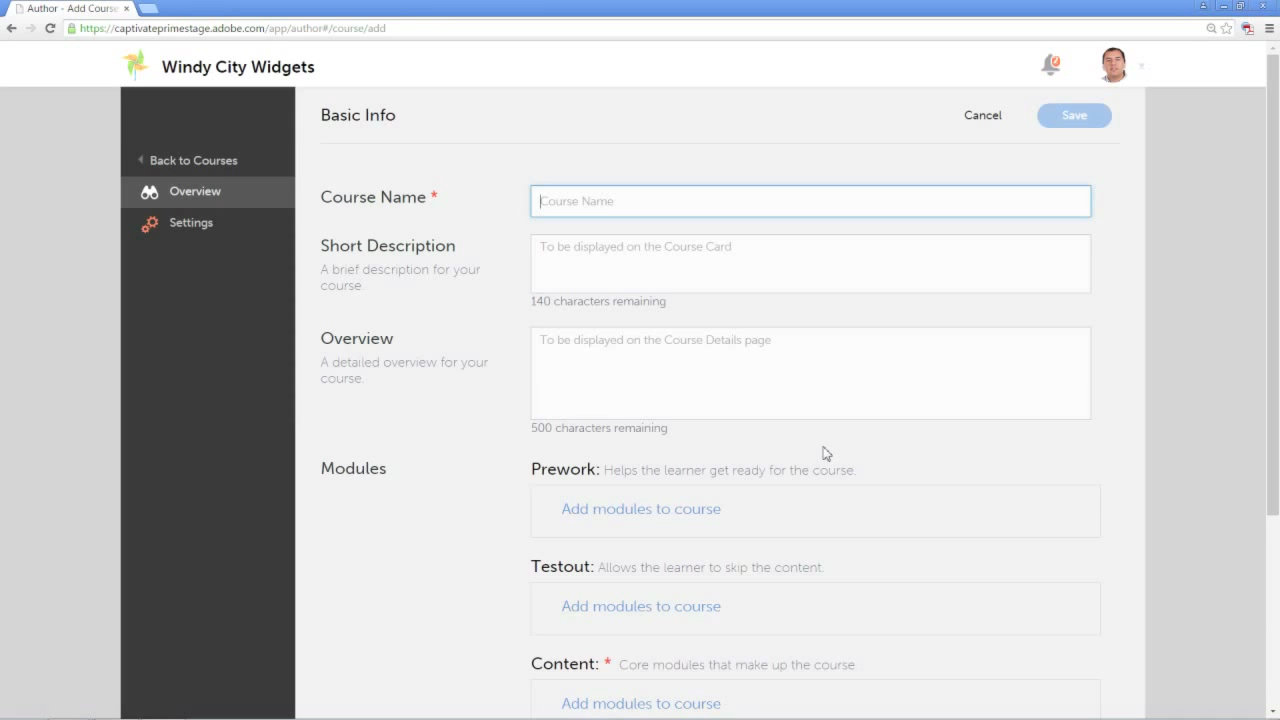 Author - Add Course
https://captivateprimestage.adobe.com/app/author#/course/add
Windy City Widgets
Back to Courses
Overview
Settings
Basic Info
Cancel
Save
Course Name *
Course Name
Short Description
A brief description for your
course.
To be displayed on the Course Card
140 characters remaining
Overview
A detailed overview for your
course.
To be displayed on the Course Details page
500 characters remaining
Modules
Prework: Helps the learner get ready for the course.
Add modules to course
Testout: Allows the learner to skip the content.
Add modules to course
Content: * Core modules that make up the course.
Add modules to course